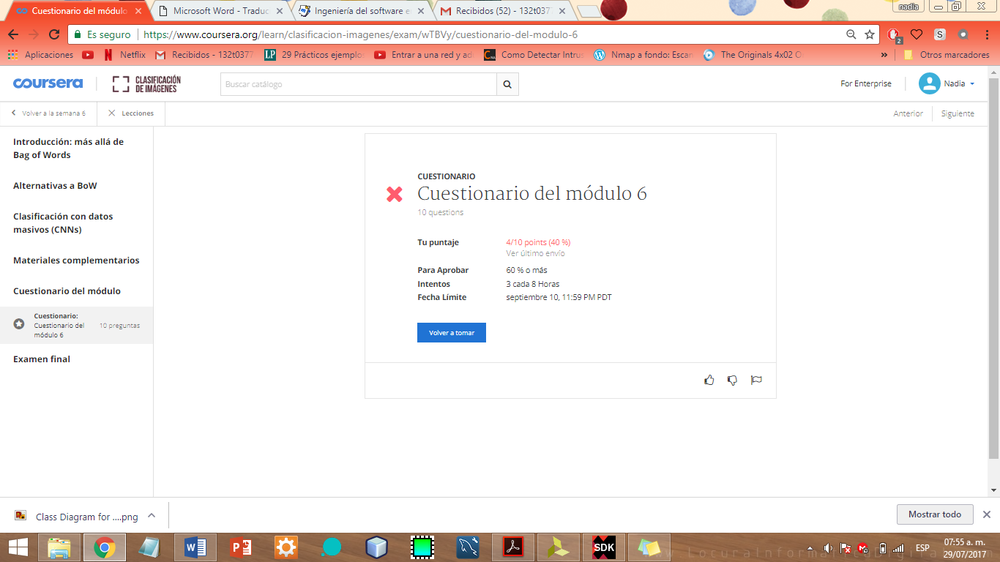 Cuestionario del módulo
Microsoft Word - Traduc
Ingeniería del software e
Recibidos (52) - 132t037
nadia
Es seguro
https://www.coursera.org/learn/clasificacion-imagenes/exam/wTBVy/cuestionario-del-modulo-6
2
S
Aplicaciones
Netflix
Recibidos - 132t0377
LP
29 Prácticos ejemplo
Entrar a una red y ad
Como Detectar Intrus
Nmap a fondo: Escan
The Originals 4x02 O
»
Otros marcadores
coursera
CLASIFICACIÓN
DE IMÁGENES
Buscar catálogo
For Enterprise
Nadia
Volver a la semana 6
Lecciones
Anterior
Siguiente
Introducción: más allá de
Bag of Words
Alternativas a BoW
Clasificación con datos
masivos (CNNs)
Materiales complementarios
Cuestionario del módulo
Cuestionario:
Cuestionario del
módulo 6
10 preguntas
Examen final
CUESTIONARIO
Cuestionario del módulo 6
10 questions
Tu puntaje
4/10 points (40 %)
Ver último envío
Para Aprobar
60 % o más
Intentos
3 cada 8 Horas
Fecha Límite
septiembre 10, 11:59 PM PDT
Volver a tomar
Class Diagram for ....png
Mostrar todo
SDK
ESP
07:55 a. m.
29/07/2017